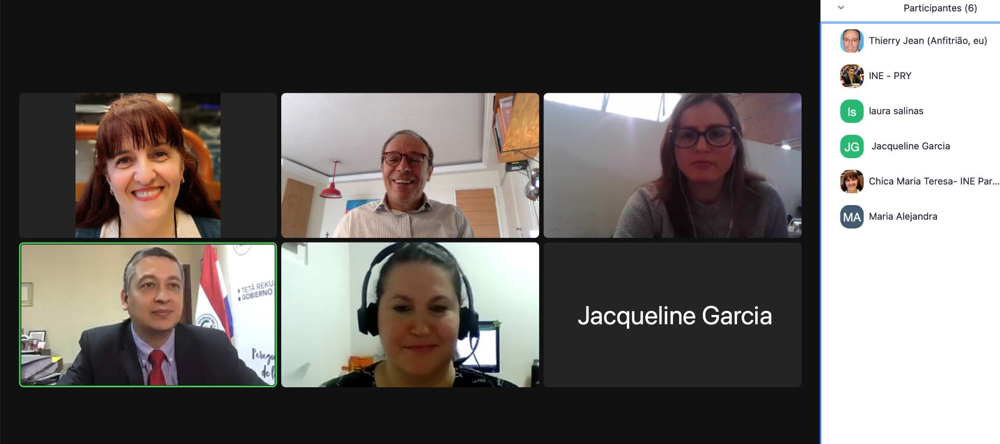 Participantes (6)
Thierry Jean (Anfitrião, eu)
INE - PRY
ls
laura salinas
JG
Jacqueline Garcia
Chica Maria Teresa- INE Par...
MA
Maria Alejandra
TETÃ REKU
GOBIERNO
REPUBLICA
Paragu
de l
Jacqueline Garcia